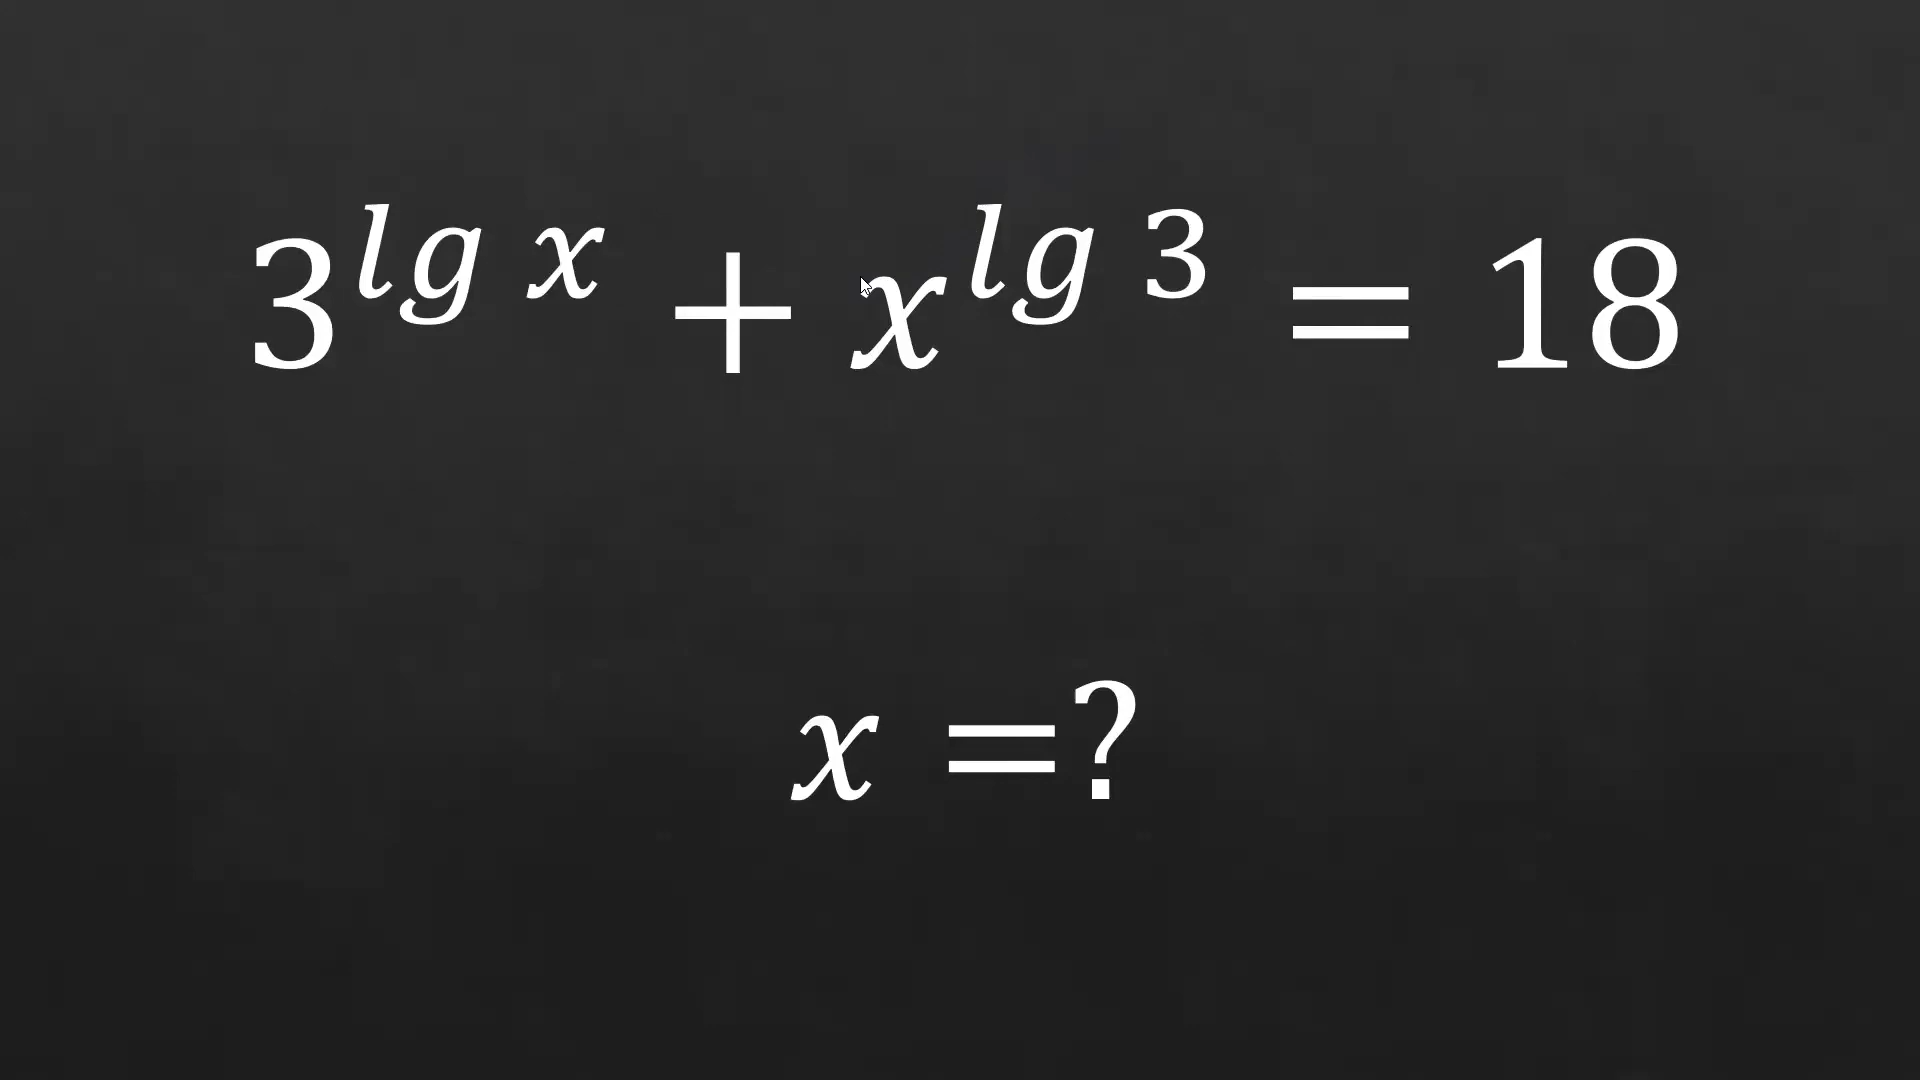 3^{lg x} + x^{lg 3} = 18
x =?